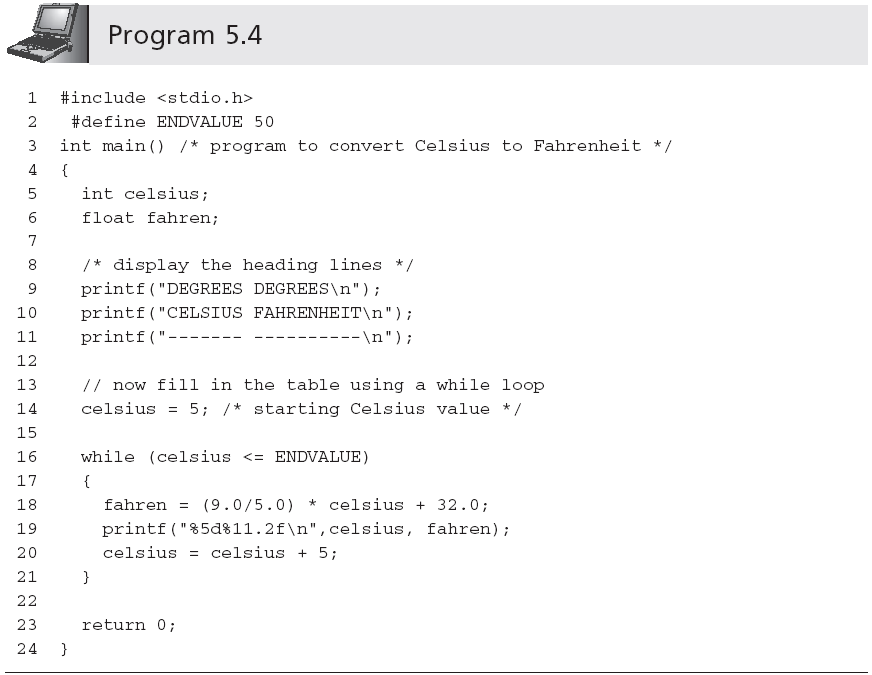 Program 5.4
1 #include <stdio.h>
2 #define ENDVALUE 50
3 int main() /* program to convert Celsius to Fahrenheit */
4 {
5 int celsius;
6 float fahren;
7
8 /* display the heading lines */
9 printf("DEGREES DEGREES\n");
10 printf("CELSIUS FAHRENHEIT\n");
11 printf("------- ----------\n");
12
13 // now fill in the table using a while loop
14 celsius = 5; /* starting Celsius value */
15
16 while (celsius <= ENDVALUE)
17 {
18 fahren = (9.0/5.0) * celsius + 32.0;
19 printf("%5d%11.2f\n",celsius, fahren);
20 celsius = celsius + 5;
21 }
22
23 return 0;
24 }